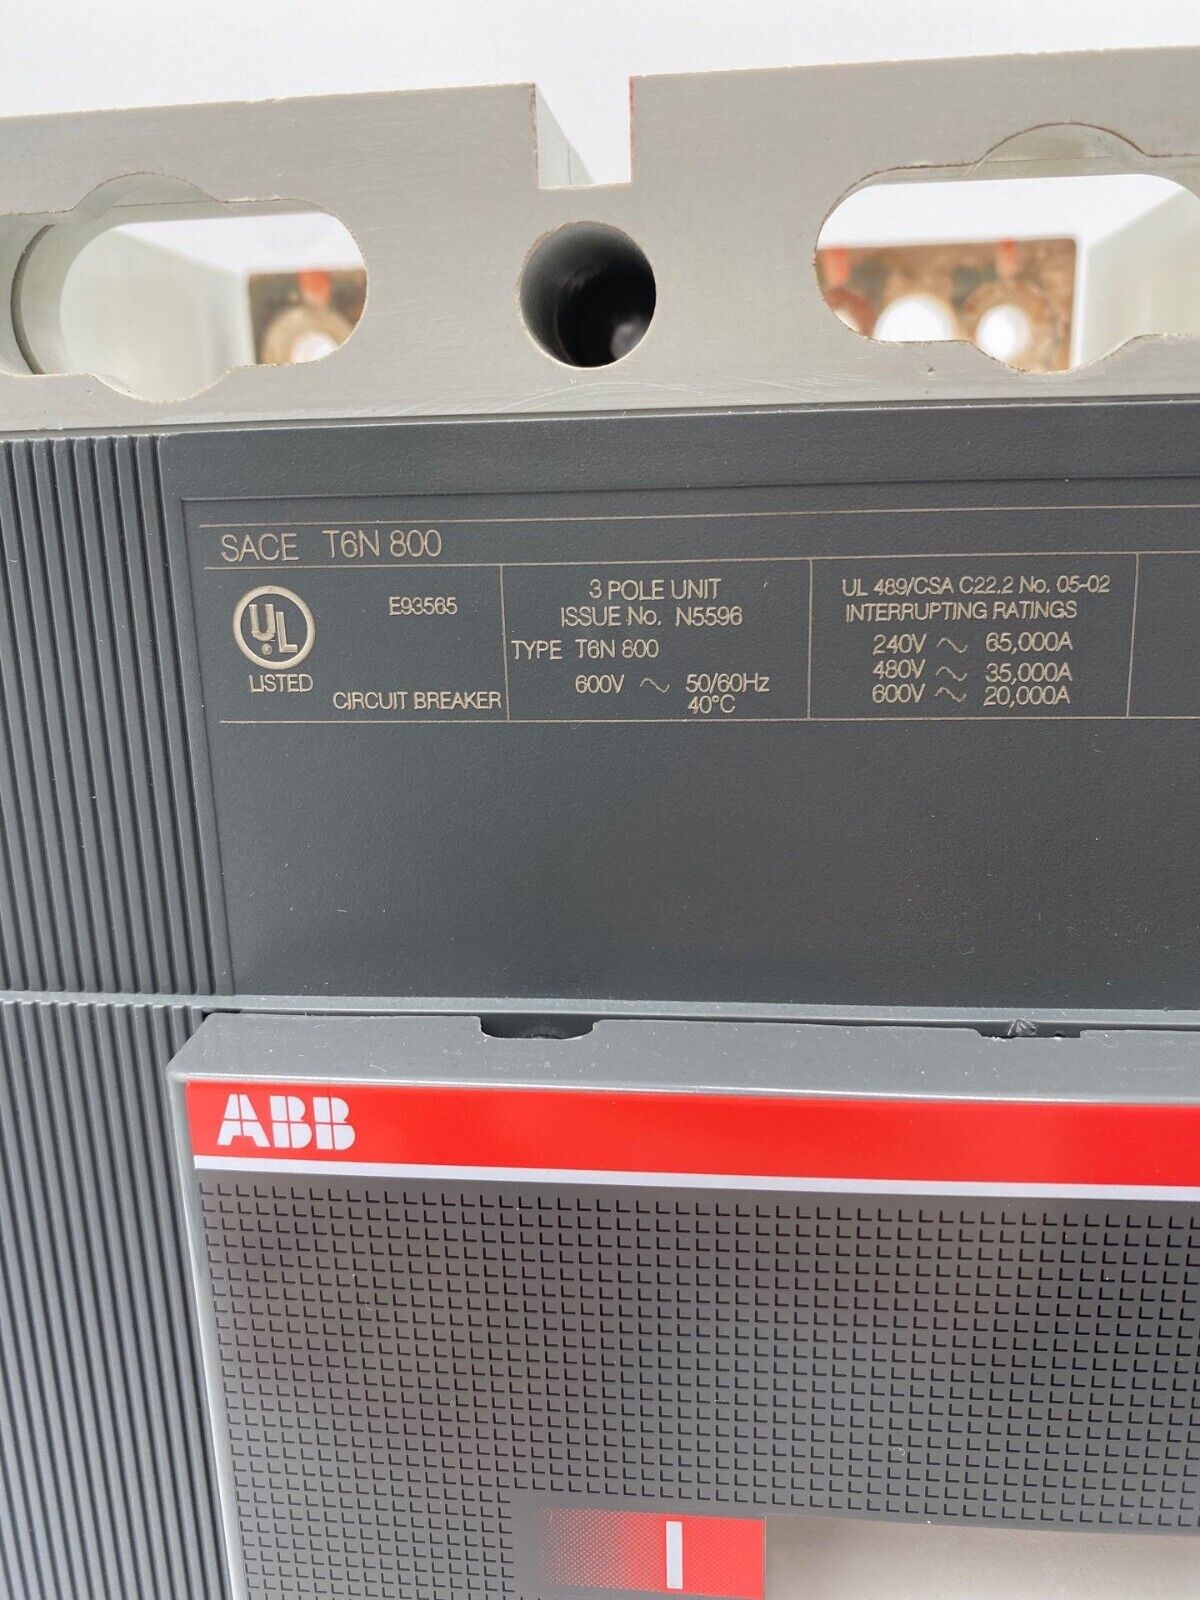 SACE T6N 800
UL
®
LISTED
E93565
CIRCUIT BREAKER
3 POLE UNIT
ISSUE No. N5596
TYPE T6N 800
600V ~ 50/60Hz
40°C
UL 489/CSA C22.2 No. 05-02
INTERRUPTING RATINGS
240V ~ 65,000A
480V ~ 35,000A
600V ~ 20,000A
ABB
I